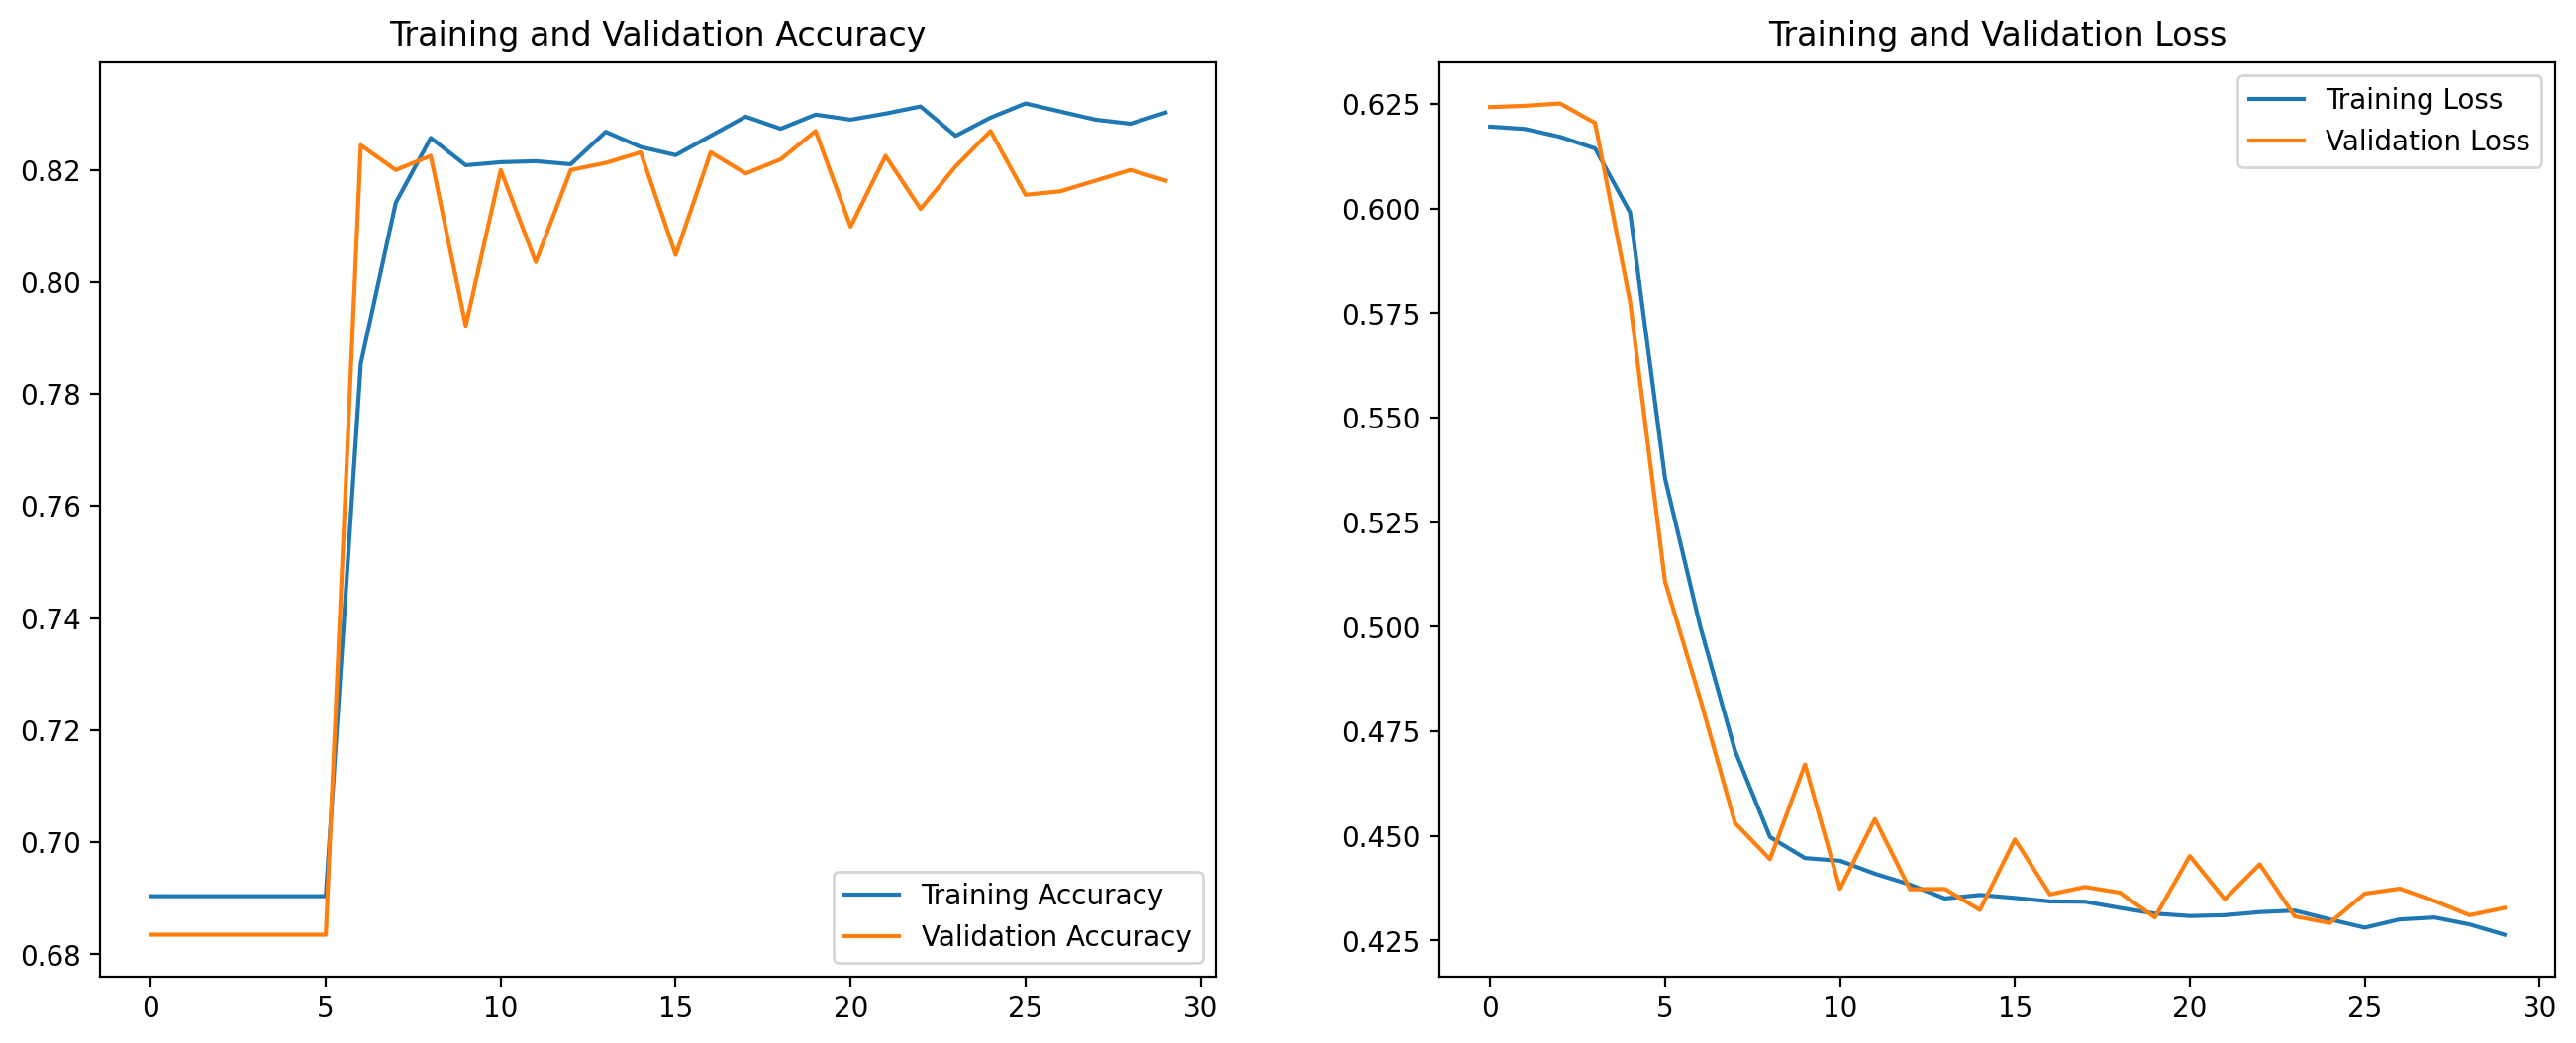 Training and Validation Accuracy
0.82
0.80
0.78
0.76
0.74
0.72
0.70
0.68
Training Accuracy
Validation Accuracy
0 5 10 15 20 25 30
Training and Validation Loss
0.625
0.600
0.575
0.550
0.525
0.500
0.475
0.450
0.425
Training Loss
Validation Loss
0 5 10 15 20 25 30